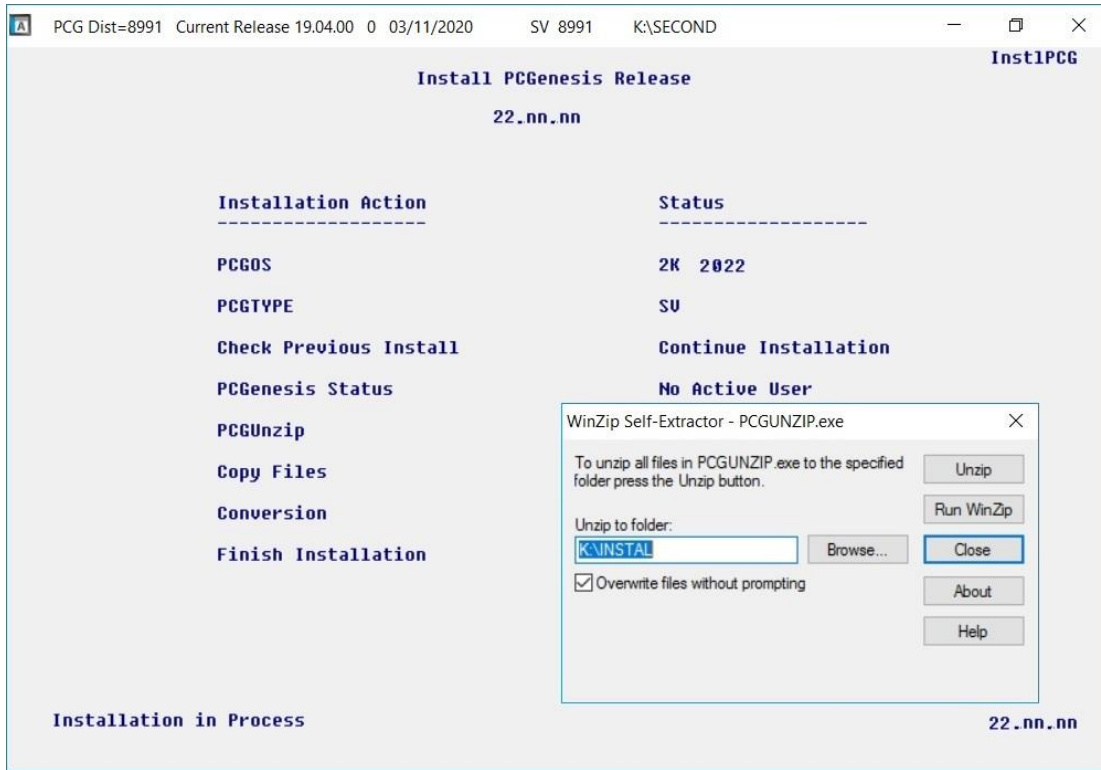 PCG Dist=8991 Current Release 19.04.00 0 03/11/2020 SV 8991 K:\SECOND
InstlPCG
Install PCGenesis Release
22.nn.nn
Installation Action Status
------------------- -------------------
PCGOS 2K 2022
PCGTYPE SV
Check Previous Install Continue Installation
PCGenesis Status No Active User
PCGUnzip
Copy Files
Conversion
Finish Installation
WinZip Self-Extractor - PCGUNZIP.exe
To unzip all files in PCGUNZIP.exe to the specified
folder press the Unzip button.
Unzip to folder:
K:\INSTAL
Browse...
Overwrite files without prompting
Unzip
Run WinZip
Close
About
Help
Installation in Process 22.nn.nn